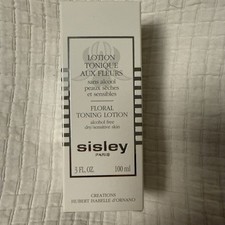 LOTION
TONIQUE
AUX FLEURS
sans alcool
peaux sèches
et sensibles
FLORAL
TONING LOTION
alcohol free
dry/sensitive skin
sisley
PARIS
3 FL.OZ. 100 ml
CREATIONS
HUBERT ISABELLE d'ORNANO